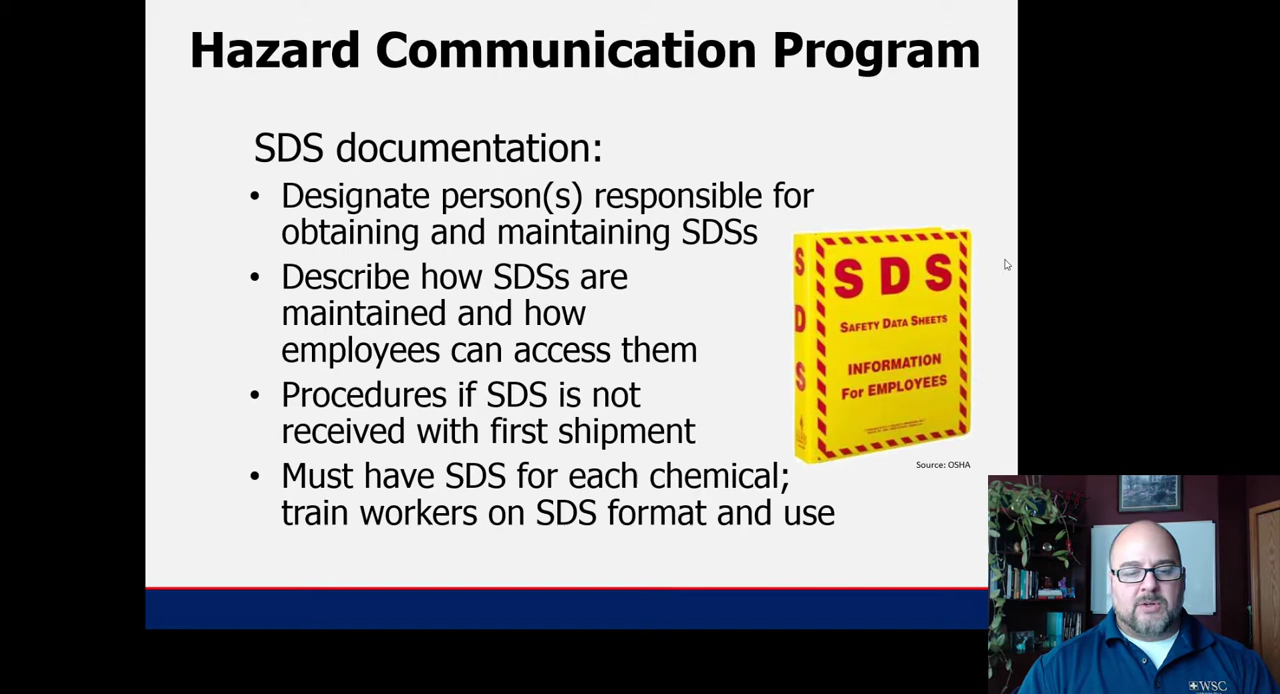 Hazard Communication Program
SDS documentation:
• Designate person(s) responsible for
obtaining and maintaining SDSs
• Describe how SDSs are
maintained and how
employees can access them
• Procedures if SDS is not
received with first shipment
• Must have SDS for each chemical;
train workers on SDS format and use
S D S
S D S
SAFETY DATA SHEETS
INFORMATION
For EMPLOYEES
Source: OSHA
WSC